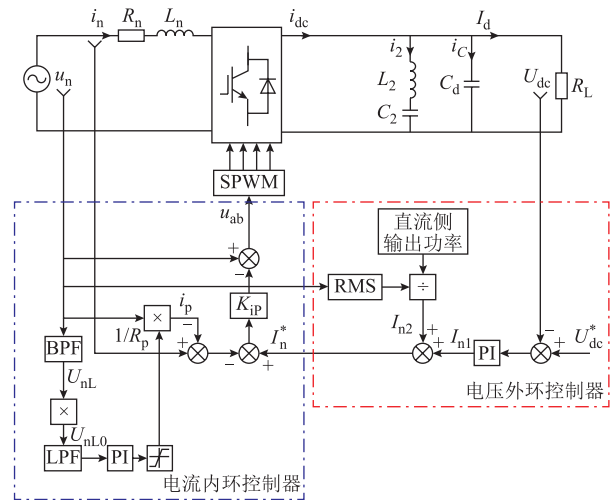 i_n R_n L_n i_dc I_d
i_2 i_C
u_n L_2 C_d U_dc R_L
C_2
SPWM
u_ab
直流侧
输出功率
+ −
RMS ÷
K_iP
× i_p −
1/R_p
I_n2
I_n^* + +
I_n1 PI − + U_dc^*
BPF + − +
U_nL
×
电压外环控制器
U_nL0
LPF PI
电流内环控制器